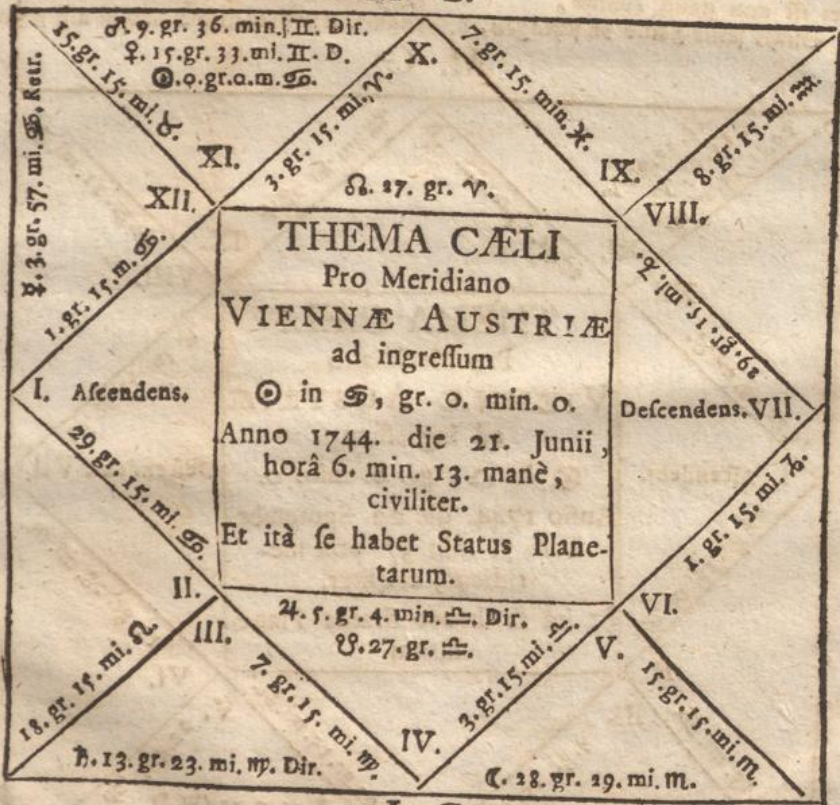 ♂. 9. gr. 36. min. ♊. Dir.
♀. 15. gr. 33. mi. ♊. D.
☉. 0. gr. 0. m. ♋.
15. gr. 15. mi. ♉.
X.
7. gr. 15. min. ♓.
8. gr. 15. mi. ♒.
XI.
3. gr. 15. mi. ♈.
IX.
☿. 3. gr. 57. mi. ♋. Retr.
XII.
☊. 27. gr. ♈.
VIII.
1. gr. 15. m. ♋.
THEMA CÆLI
Pro Meridiano
VIENNÆ AUSTRIÆ
ad ingreſſum
☉ in ♋, gr. 0. min. 0.
Anno 1744. die 21. Junii,
horâ 6. min. 13. manè,
civiliter.
Et ità ſe habet Status Plane-
tarum.
29. gr. 15. mi. ♑.
I. Aſcendens.
Deſcendens. VII.
29. gr. 15. mi. ♋.
1. gr. 15. mi. ♑.
II.
♃. 5. gr. 4. min. ♎. Dir.
VI.
III.
☋. 27. gr. ♎.
V.
18. gr. 15. mi. ♌.
7. gr. 15. mi. ♍.
3. gr. 15. mi. ♎.
15. gr. 15. mi. ♏.
IV.
♄. 13. gr. 23. mi. ♍. Dir.
☾. 28. gr. 29. mi. ♏.